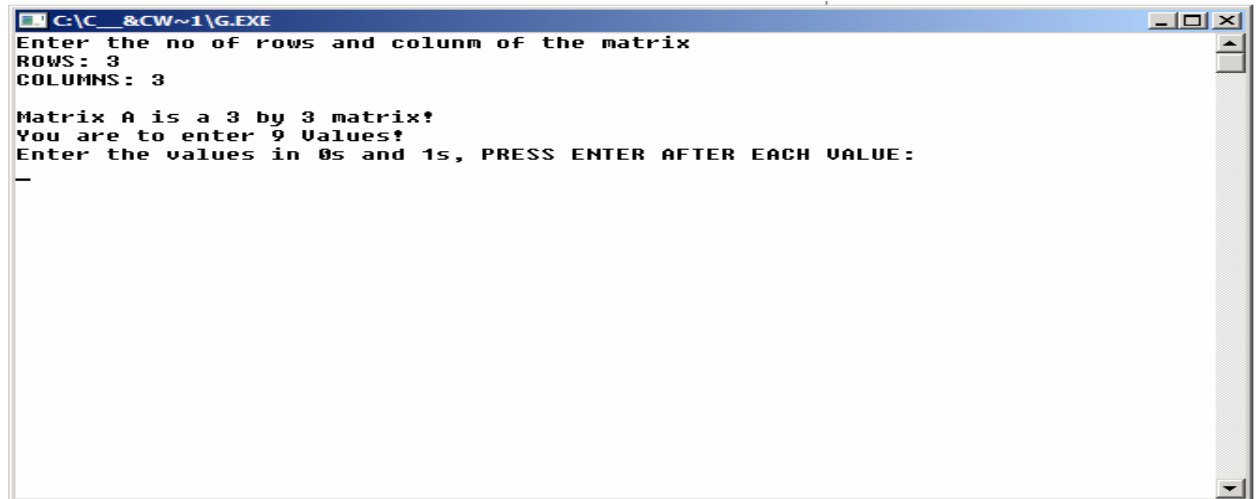 C:\C__&CW~1\G.EXE
Enter the no of rows and colunm of the matrix
ROWS: 3
COLUMNS: 3
Matrix A is a 3 by 3 matrix!
You are to enter 9 Values!
Enter the values in 0s and 1s, PRESS ENTER AFTER EACH VALUE:
_